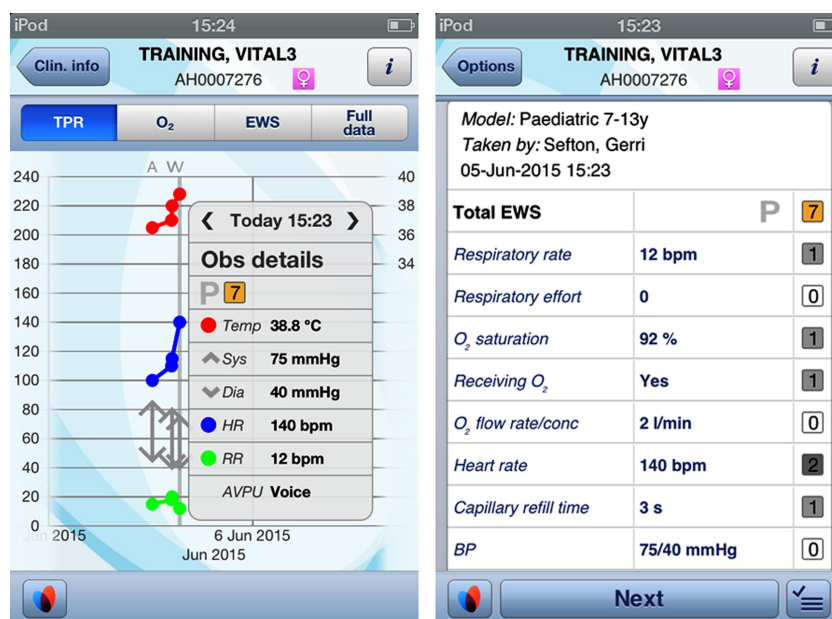 iPod 15:24
Clin. info
TRAINING, VITAL3
AH0007276
i
TPR
O₂
EWS
Full
data
A W
240
220
200
180
160
140
120
100
80
60
40
20
0
40
38
36
34
Today 15:23
Obs details
P 7
Temp 38.8 °C
Sys 75 mmHg
Dia 40 mmHg
HR 140 bpm
RR 12 bpm
AVPU Voice
5 Jun 2015
6 Jun 2015
Jun 2015
iPod 15:23
Options
TRAINING, VITAL3
AH0007276
i
Model: Paediatric 7-13y
Taken by: Sefton, Gerri
05-Jun-2015 15:23
Total EWS P 7
Respiratory rate 12 bpm 1
Respiratory effort 0 0
O₂ saturation 92 % 1
Receiving O₂ Yes 1
O₂ flow rate/conc 2 l/min 0
Heart rate 140 bpm 2
Capillary refill time 3 s 1
BP 75/40 mmHg 0
Next